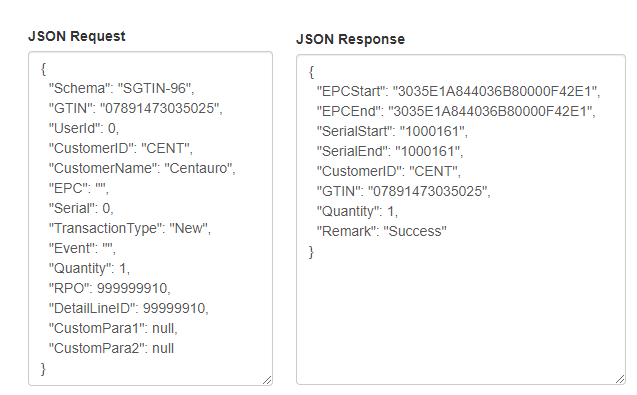 JSON Request
{
"Schema": "SGTIN-96",
"GTIN": "07891473035025",
"UserId": 0,
"CustomerID": "CENT",
"CustomerName": "Centauro",
"EPC": "",
"Serial": 0,
"TransactionType": "New",
"Event": "",
"Quantity": 1,
"RPO": 999999910,
"DetailLineID": 99999910,
"CustomPara1": null,
"CustomPara2": null
}
JSON Response
{
"EPCStart": "3035E1A844036B80000F42E1",
"EPCEnd": "3035E1A844036B80000F42E1",
"SerialStart": "1000161",
"SerialEnd": "1000161",
"CustomerID": "CENT",
"GTIN": "07891473035025",
"Quantity": 1,
"Remark": "Success"
}